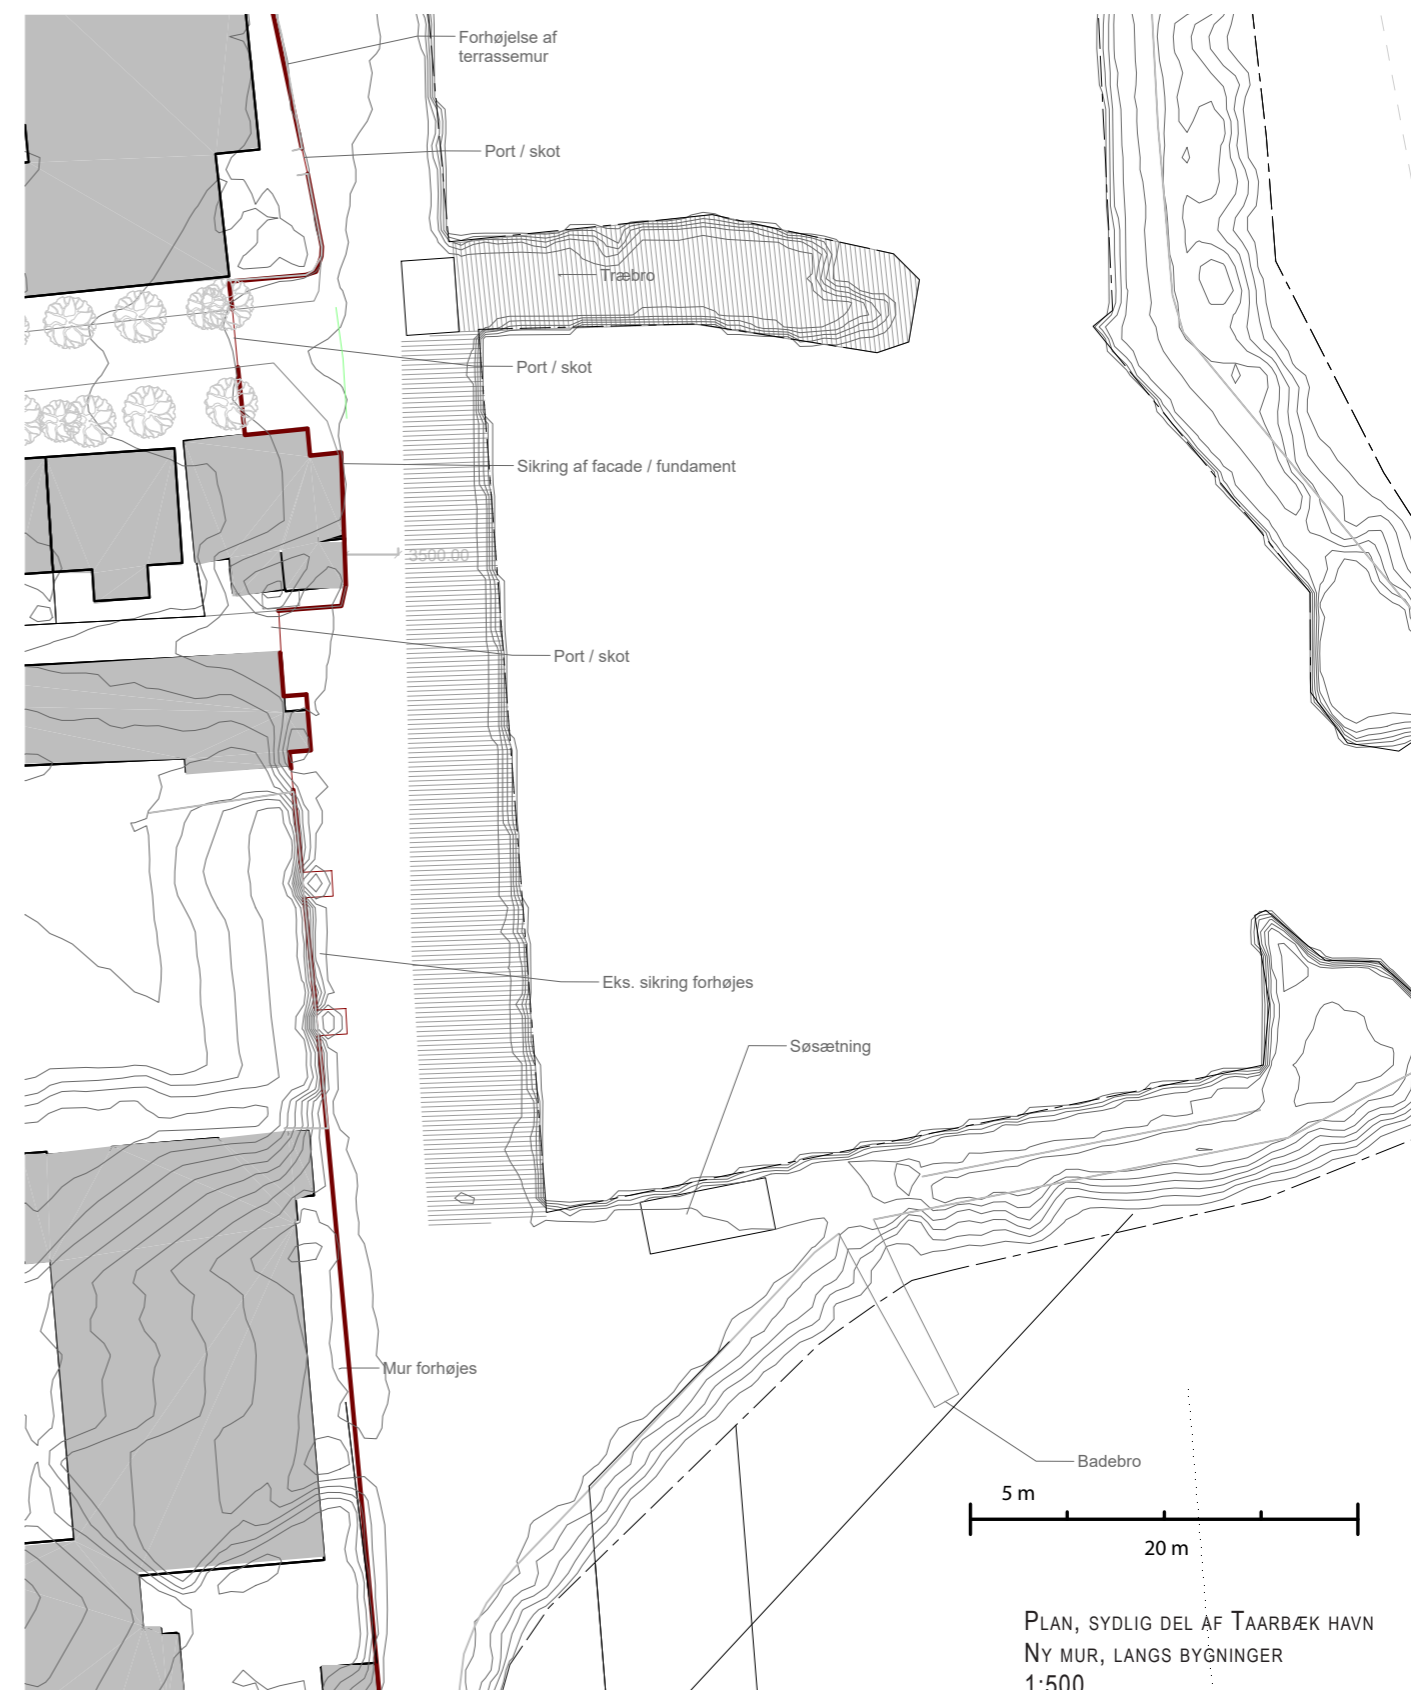 Forhøjelse af
terrassemur
Port / skot
Træbro
Port / skot
Sikring af facade / fundament
3500.00
Port / skot
Eks. sikring forhøjes
Søsætning
Mur forhøjes
Badebro
5 m
20 m
Plan, sydlig del af Taarbæk havn
Ny mur, langs bygninger
1:500